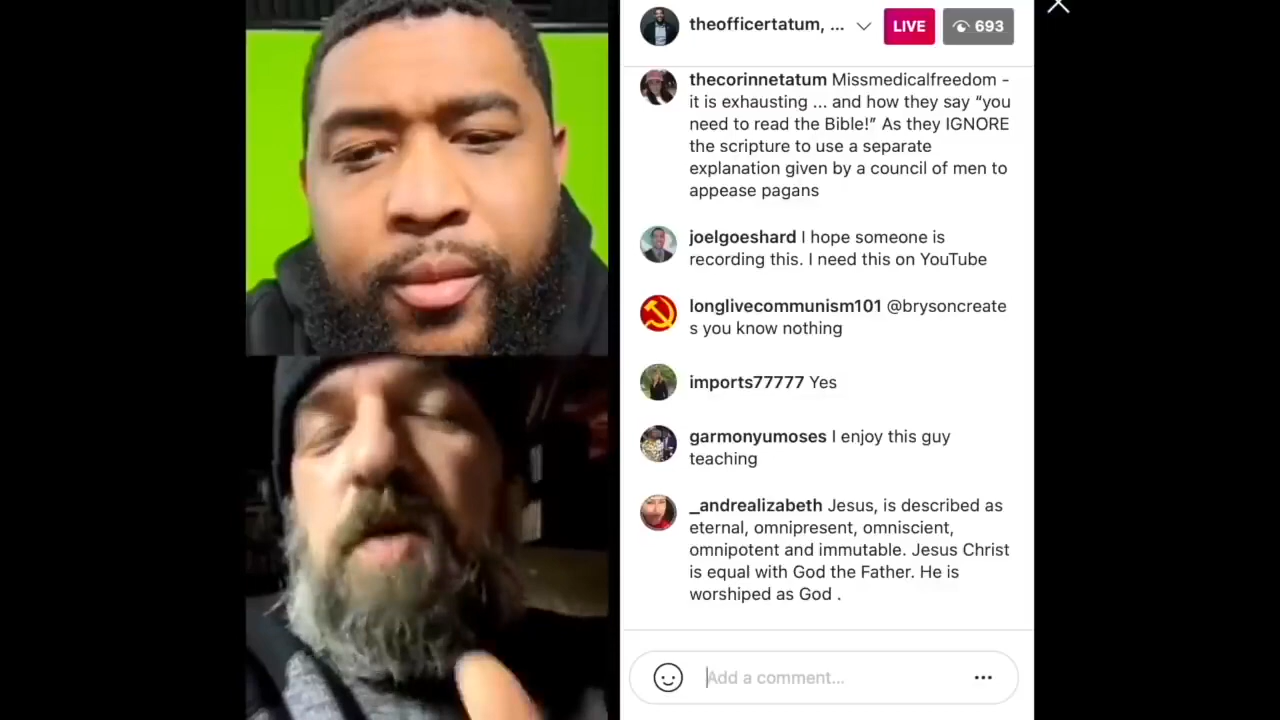 theofficertatum, ...
LIVE
693
thecorinnetatum Missmedicalfreedom -
it is exhausting ... and how they say “you
need to read the Bible!” As they IGNORE
the scripture to use a separate
explanation given by a council of men to
appease pagans
joelgoeshard I hope someone is
recording this. I need this on YouTube
longlivecommunism101 @brysoncreate
s you know nothing
imports77777 Yes
garmonyumoses I enjoy this guy
teaching
_andrealizabeth Jesus, is described as
eternal, omnipresent, omniscient,
omnipotent and immutable. Jesus Christ
is equal with God the Father. He is
worshiped as God .
Add a comment...